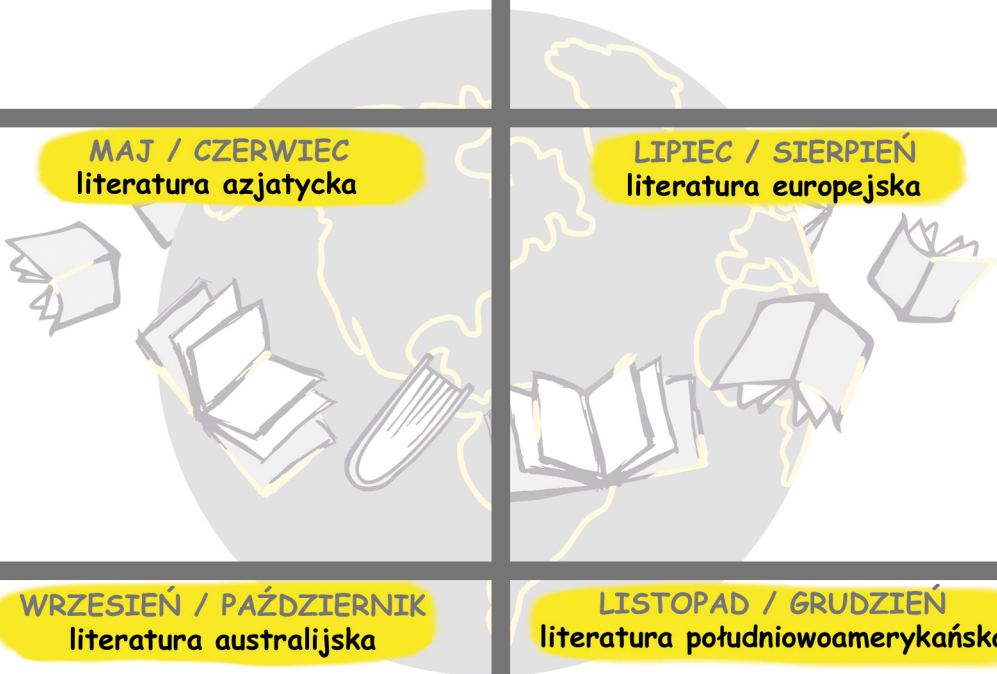 MAJ / CZERWIEC
literatura azjatycka
LIPIEC / SIERPIEŃ
literatura europejska
WRZESIEŃ / PAŹDZIERNIK
literatura australijska
LISTOPAD / GRUDZIEŃ
literatura południowoamerykańska